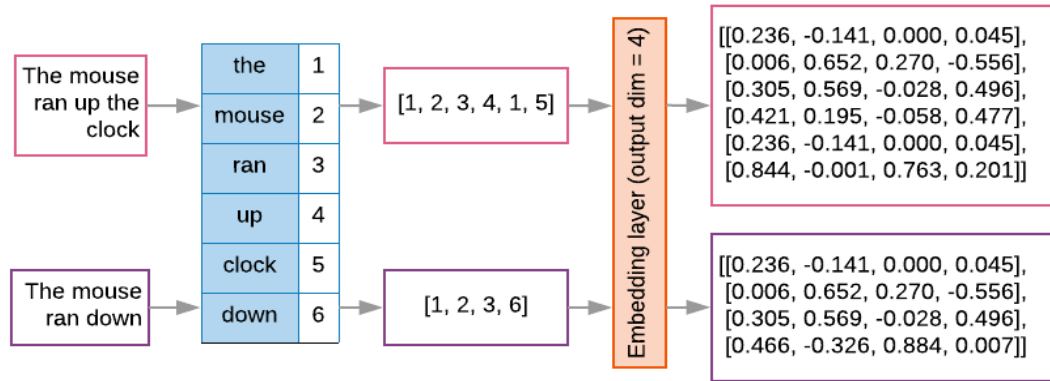 The mouse
ran up the
clock
the 1
mouse 2
ran 3
up 4
clock 5
down 6
[1, 2, 3, 4, 1, 5]
Embedding layer (output dim = 4)
[[0.236, -0.141, 0.000, 0.045],
[0.006, 0.652, 0.270, -0.556],
[0.305, 0.569, -0.028, 0.496],
[0.421, 0.195, -0.058, 0.477],
[0.236, -0.141, 0.000, 0.045],
[0.844, -0.001, 0.763, 0.201]]
The mouse
ran down
[1, 2, 3, 6]
[[0.236, -0.141, 0.000, 0.045],
[0.006, 0.652, 0.270, -0.556],
[0.305, 0.569, -0.028, 0.496],
[0.466, -0.326, 0.884, 0.007]]